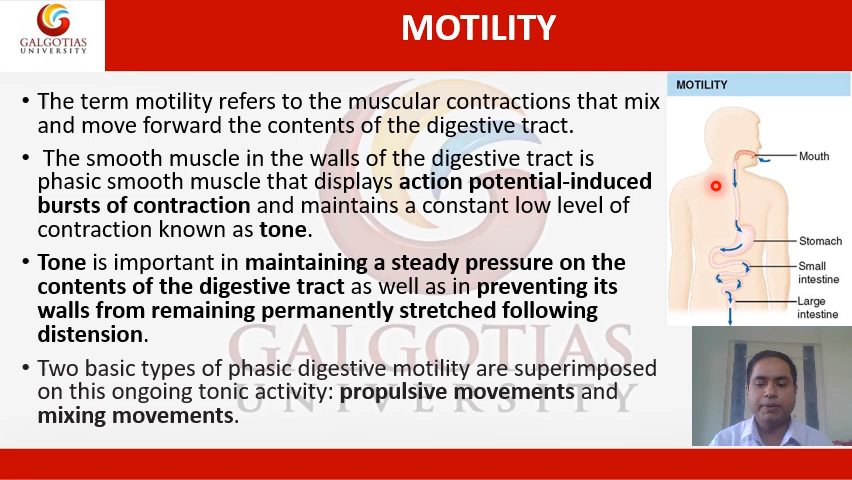 GALGOTIAS
UNIVERSITY
MOTILITY
• The term motility refers to the muscular contractions that mix
and move forward the contents of the digestive tract.
• The smooth muscle in the walls of the digestive tract is
phasic smooth muscle that displays action potential-induced
bursts of contraction and maintains a constant low level of
contraction known as tone.
• Tone is important in maintaining a steady pressure on the
contents of the digestive tract as well as in preventing its
walls from remaining permanently stretched following
distension.
• Two basic types of phasic digestive motility are superimposed
on this ongoing tonic activity: propulsive movements and
mixing movements.
GALGOTIAS
UNIVERSITY
MOTILITY
Mouth
Stomach
Small
intestine
Large
intestine